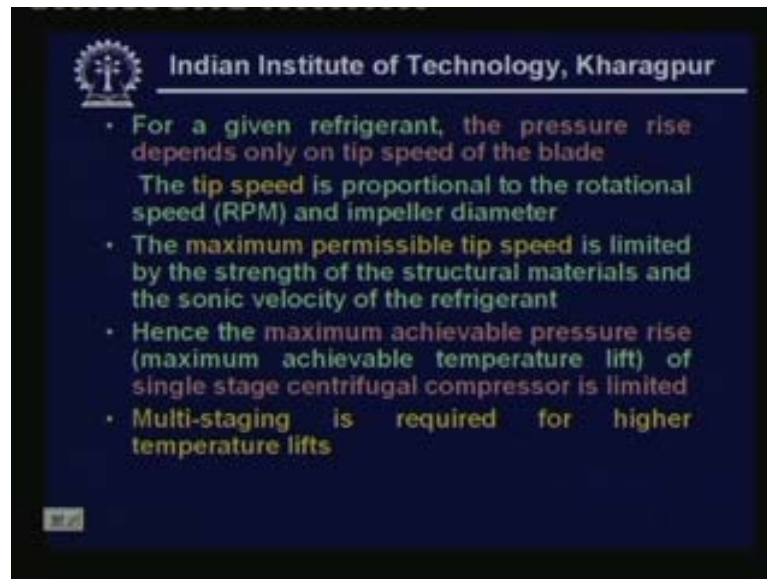 Indian Institute of Technology, Kharagpur
• For a given refrigerant, the pressure rise
depends only on tip speed of the blade
The tip speed is proportional to the rotational
speed (RPM) and impeller diameter
• The maximum permissible tip speed is limited
by the strength of the structural materials and
the sonic velocity of the refrigerant
• Hence the maximum achievable pressure rise
(maximum achievable temperature lift) of
single stage centrifugal compressor is limited
• Multi-staging is required for higher
temperature lifts